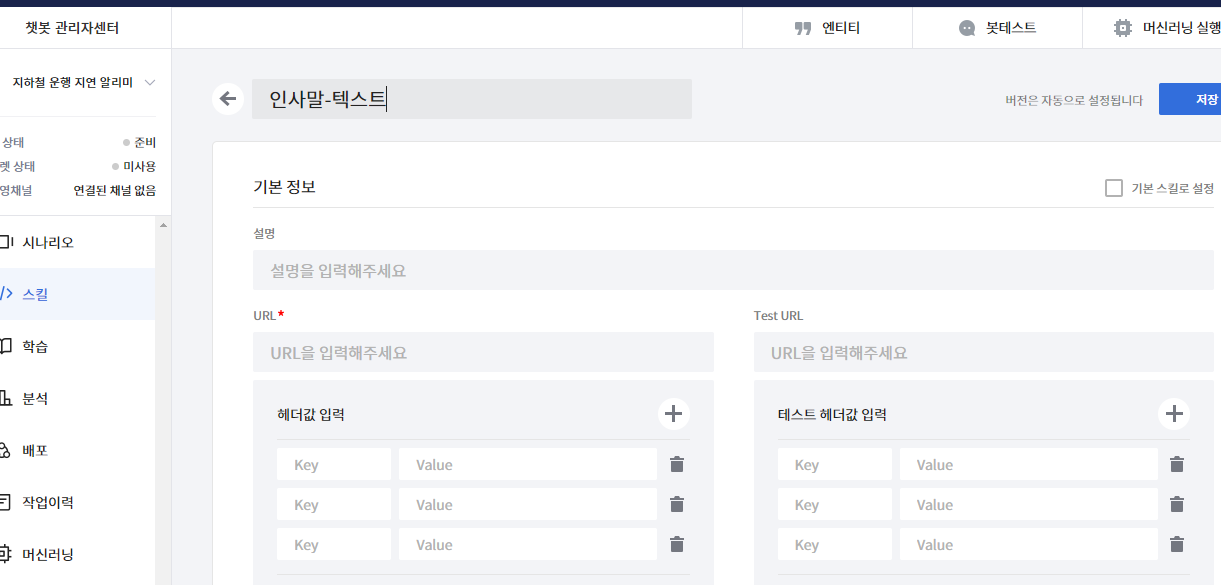 챗봇 관리자센터
엔티티
봇테스트
머신러닝 실행
지하철 운행 지연 알리미
인사말-텍스트
버전은 자동으로 설정됩니다
저장
상태
준비
렛 상태
미사용
영채널
연결된 채널 없음
기본 정보
기본 스킬로 설정
시나리오
스킬
학습
분석
배포
작업이력
머신러닝
설명
설명을 입력해주세요
URL*
Test URL
URL을 입력해주세요
URL을 입력해주세요
헤더값 입력
테스트 헤더값 입력
Key Value
Key Value
Key Value
Key Value
Key Value
Key Value